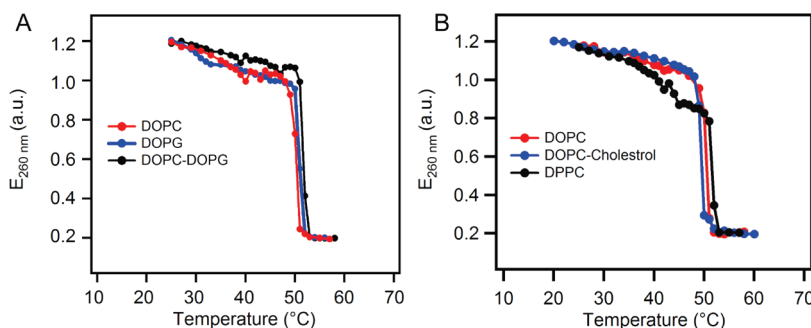 A
1.2
1.0
0.8
0.6
0.4
0.2
E260 nm (a.u.)
DOPC
DOPG
DOPC-DOPG
10 20 30 40 50 60 70
Temperature (°C)
B
1.2
1.0
0.8
0.6
0.4
0.2
E260 nm (a.u.)
DOPC
DOPC-Cholestrol
DPPC
10 20 30 40 50 60 70
Temperature (°C)